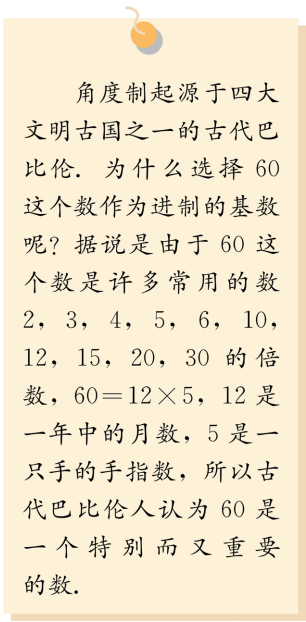 角度制起源于四大
文明古国之一的古代巴
比伦. 为什么选择 60
这个数作为进制的基数
呢? 据说是由于 60 这
个数是许多常用的数
2, 3, 4, 5, 6, 10,
12, 15, 20, 30 的倍
数, 60=12×5, 12 是
一年中的月数, 5 是一
只手的手指数, 所以古
代巴比伦人认为 60 是
一个特别而又重要
的数.